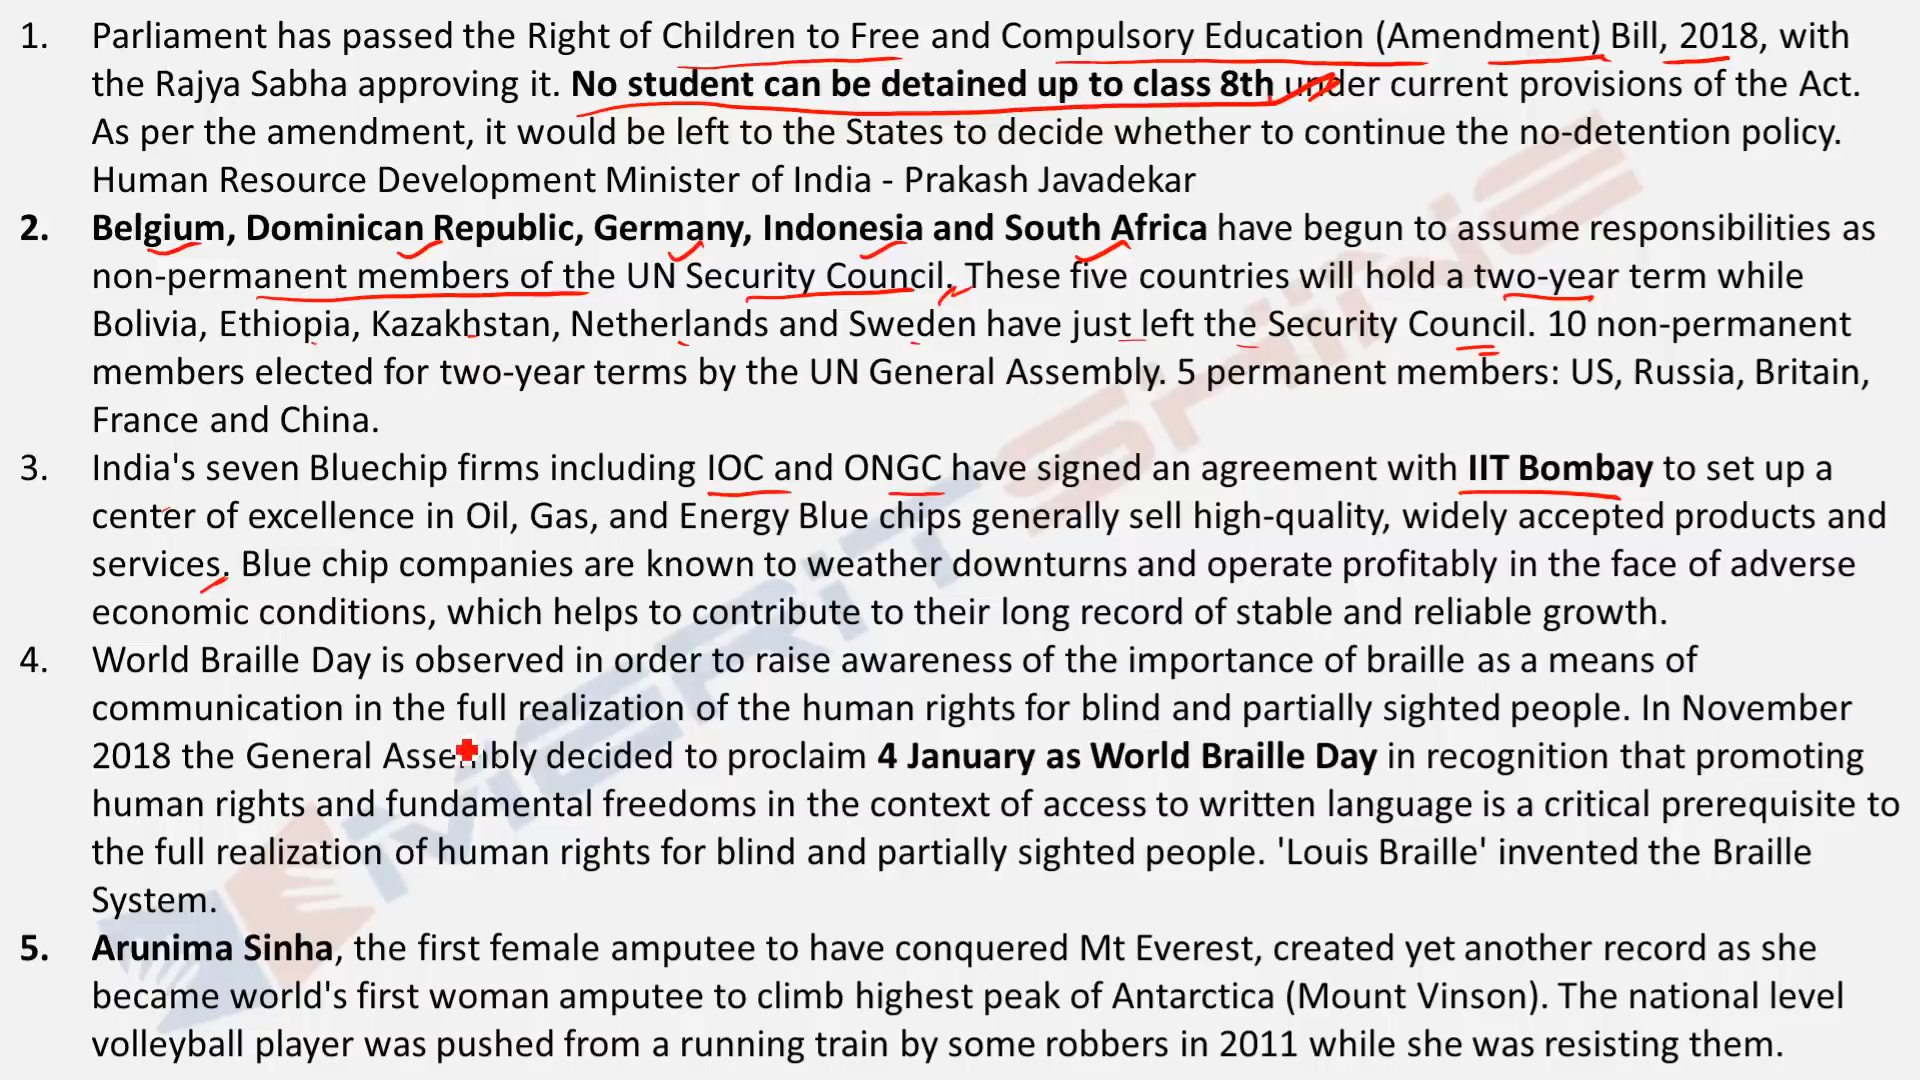 1. Parliament has passed the Right of Children to Free and Compulsory Education (Amendment) Bill, 2018, with
the Rajya Sabha approving it. No student can be detained up to class 8th under current provisions of the Act.
As per the amendment, it would be left to the States to decide whether to continue the no-detention policy.
Human Resource Development Minister of India - Prakash Javadekar
2. Belgium, Dominican Republic, Germany, Indonesia and South Africa have begun to assume responsibilities as
non-permanent members of the UN Security Council. These five countries will hold a two-year term while
Bolivia, Ethiopia, Kazakhstan, Netherlands and Sweden have just left the Security Council. 10 non-permanent
members elected for two-year terms by the UN General Assembly. 5 permanent members: US, Russia, Britain,
France and China.
3. India's seven Bluechip firms including IOC and ONGC have signed an agreement with IIT Bombay to set up a
center of excellence in Oil, Gas, and Energy Blue chips generally sell high-quality, widely accepted products and
services. Blue chip companies are known to weather downturns and operate profitably in the face of adverse
economic conditions, which helps to contribute to their long record of stable and reliable growth.
4. World Braille Day is observed in order to raise awareness of the importance of braille as a means of
communication in the full realization of the human rights for blind and partially sighted people. In November
2018 the General Assembly decided to proclaim 4 January as World Braille Day in recognition that promoting
human rights and fundamental freedoms in the context of access to written language is a critical prerequisite to
the full realization of human rights for blind and partially sighted people. 'Louis Braille' invented the Braille
System.
5. Arunima Sinha, the first female amputee to have conquered Mt Everest, created yet another record as she
became world's first woman amputee to climb highest peak of Antarctica (Mount Vinson). The national level
volleyball player was pushed from a running train by some robbers in 2011 while she was resisting them.
MERiT SHiNE